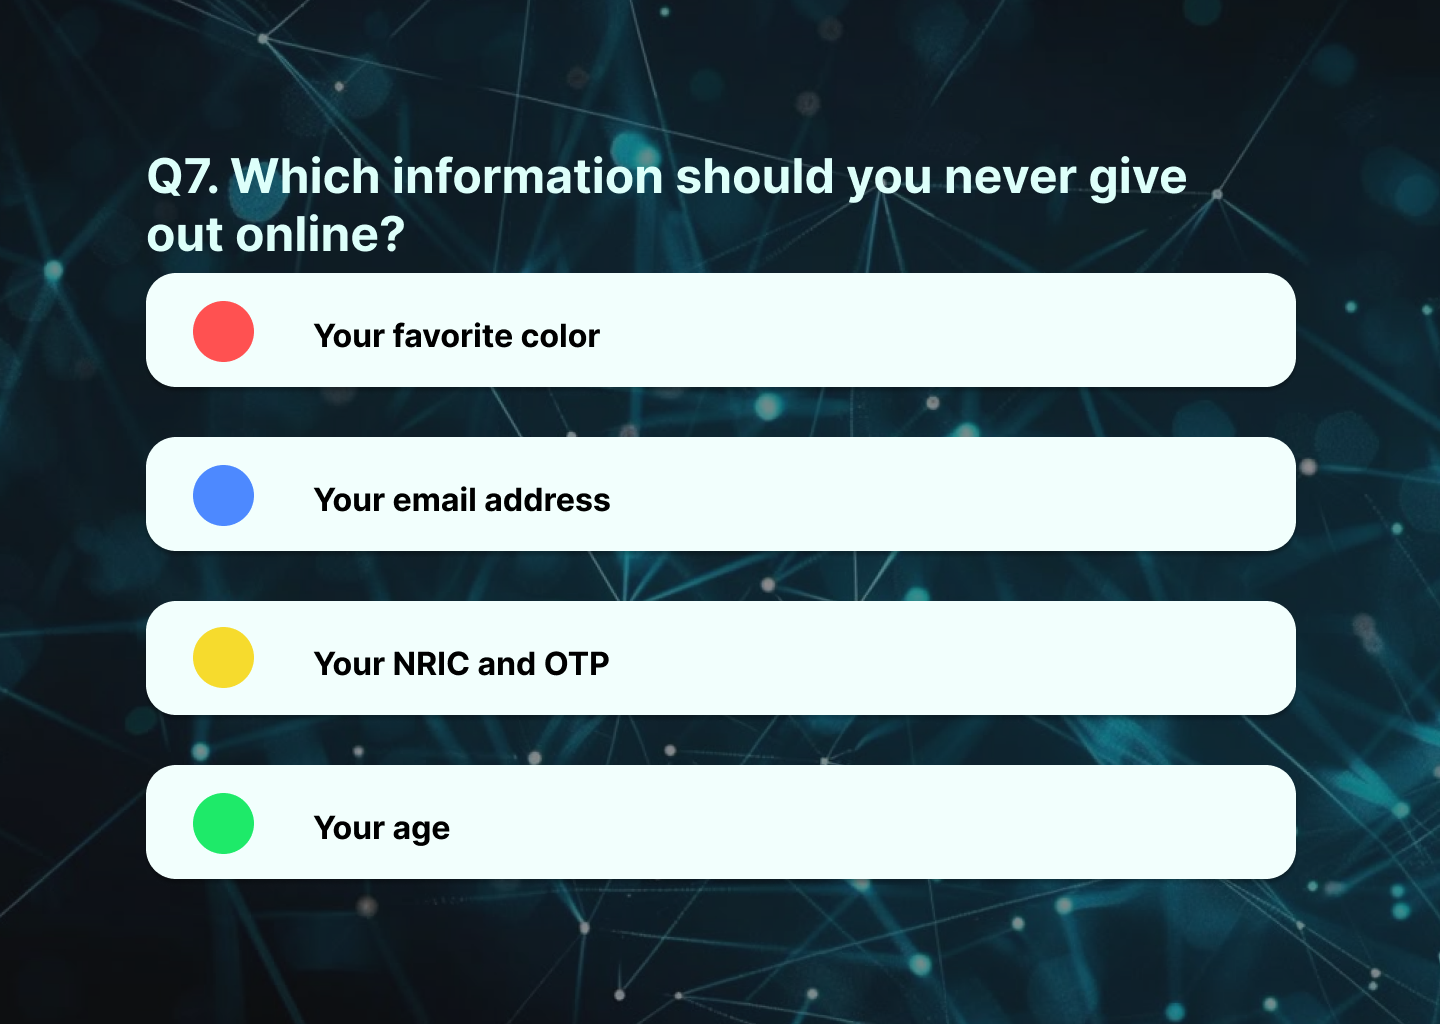 Q7. Which information should you never give
out online?
Your favorite color
Your email address
Your NRIC and OTP
Your age